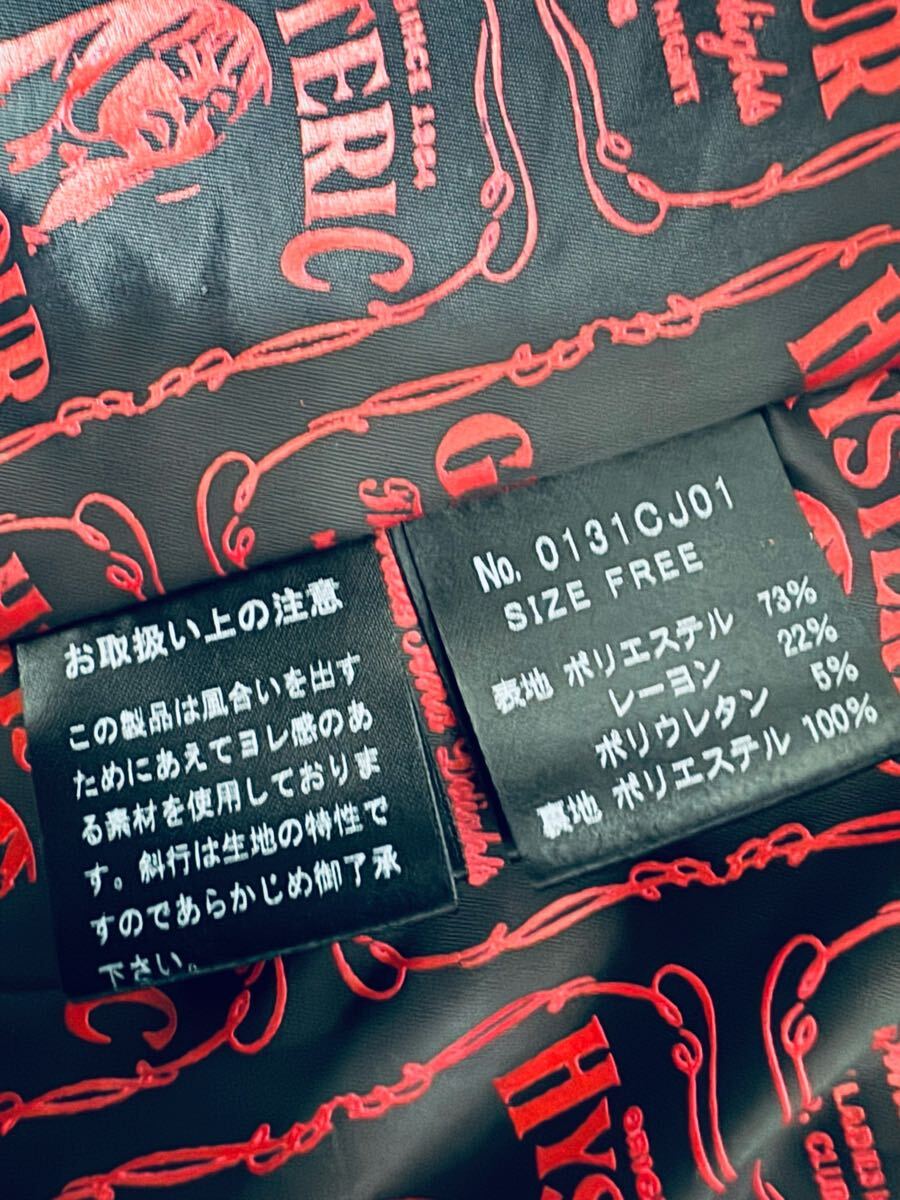 TERIC
SINCE 1984
HYSTER
お取扱い上の注意
この製品は風合いを出す
ためにあえてヨレ感のあ
る素材を使用しておりま
す。斜行は生地の特性で
すのであらかじめ御了承
下さい。
No. 0131CJ01
SIZE FREE
表地 ポリエステル 73%
レーヨン 22%
ポリウレタン 5%
裏地 ポリエステル 100%
C
HYS